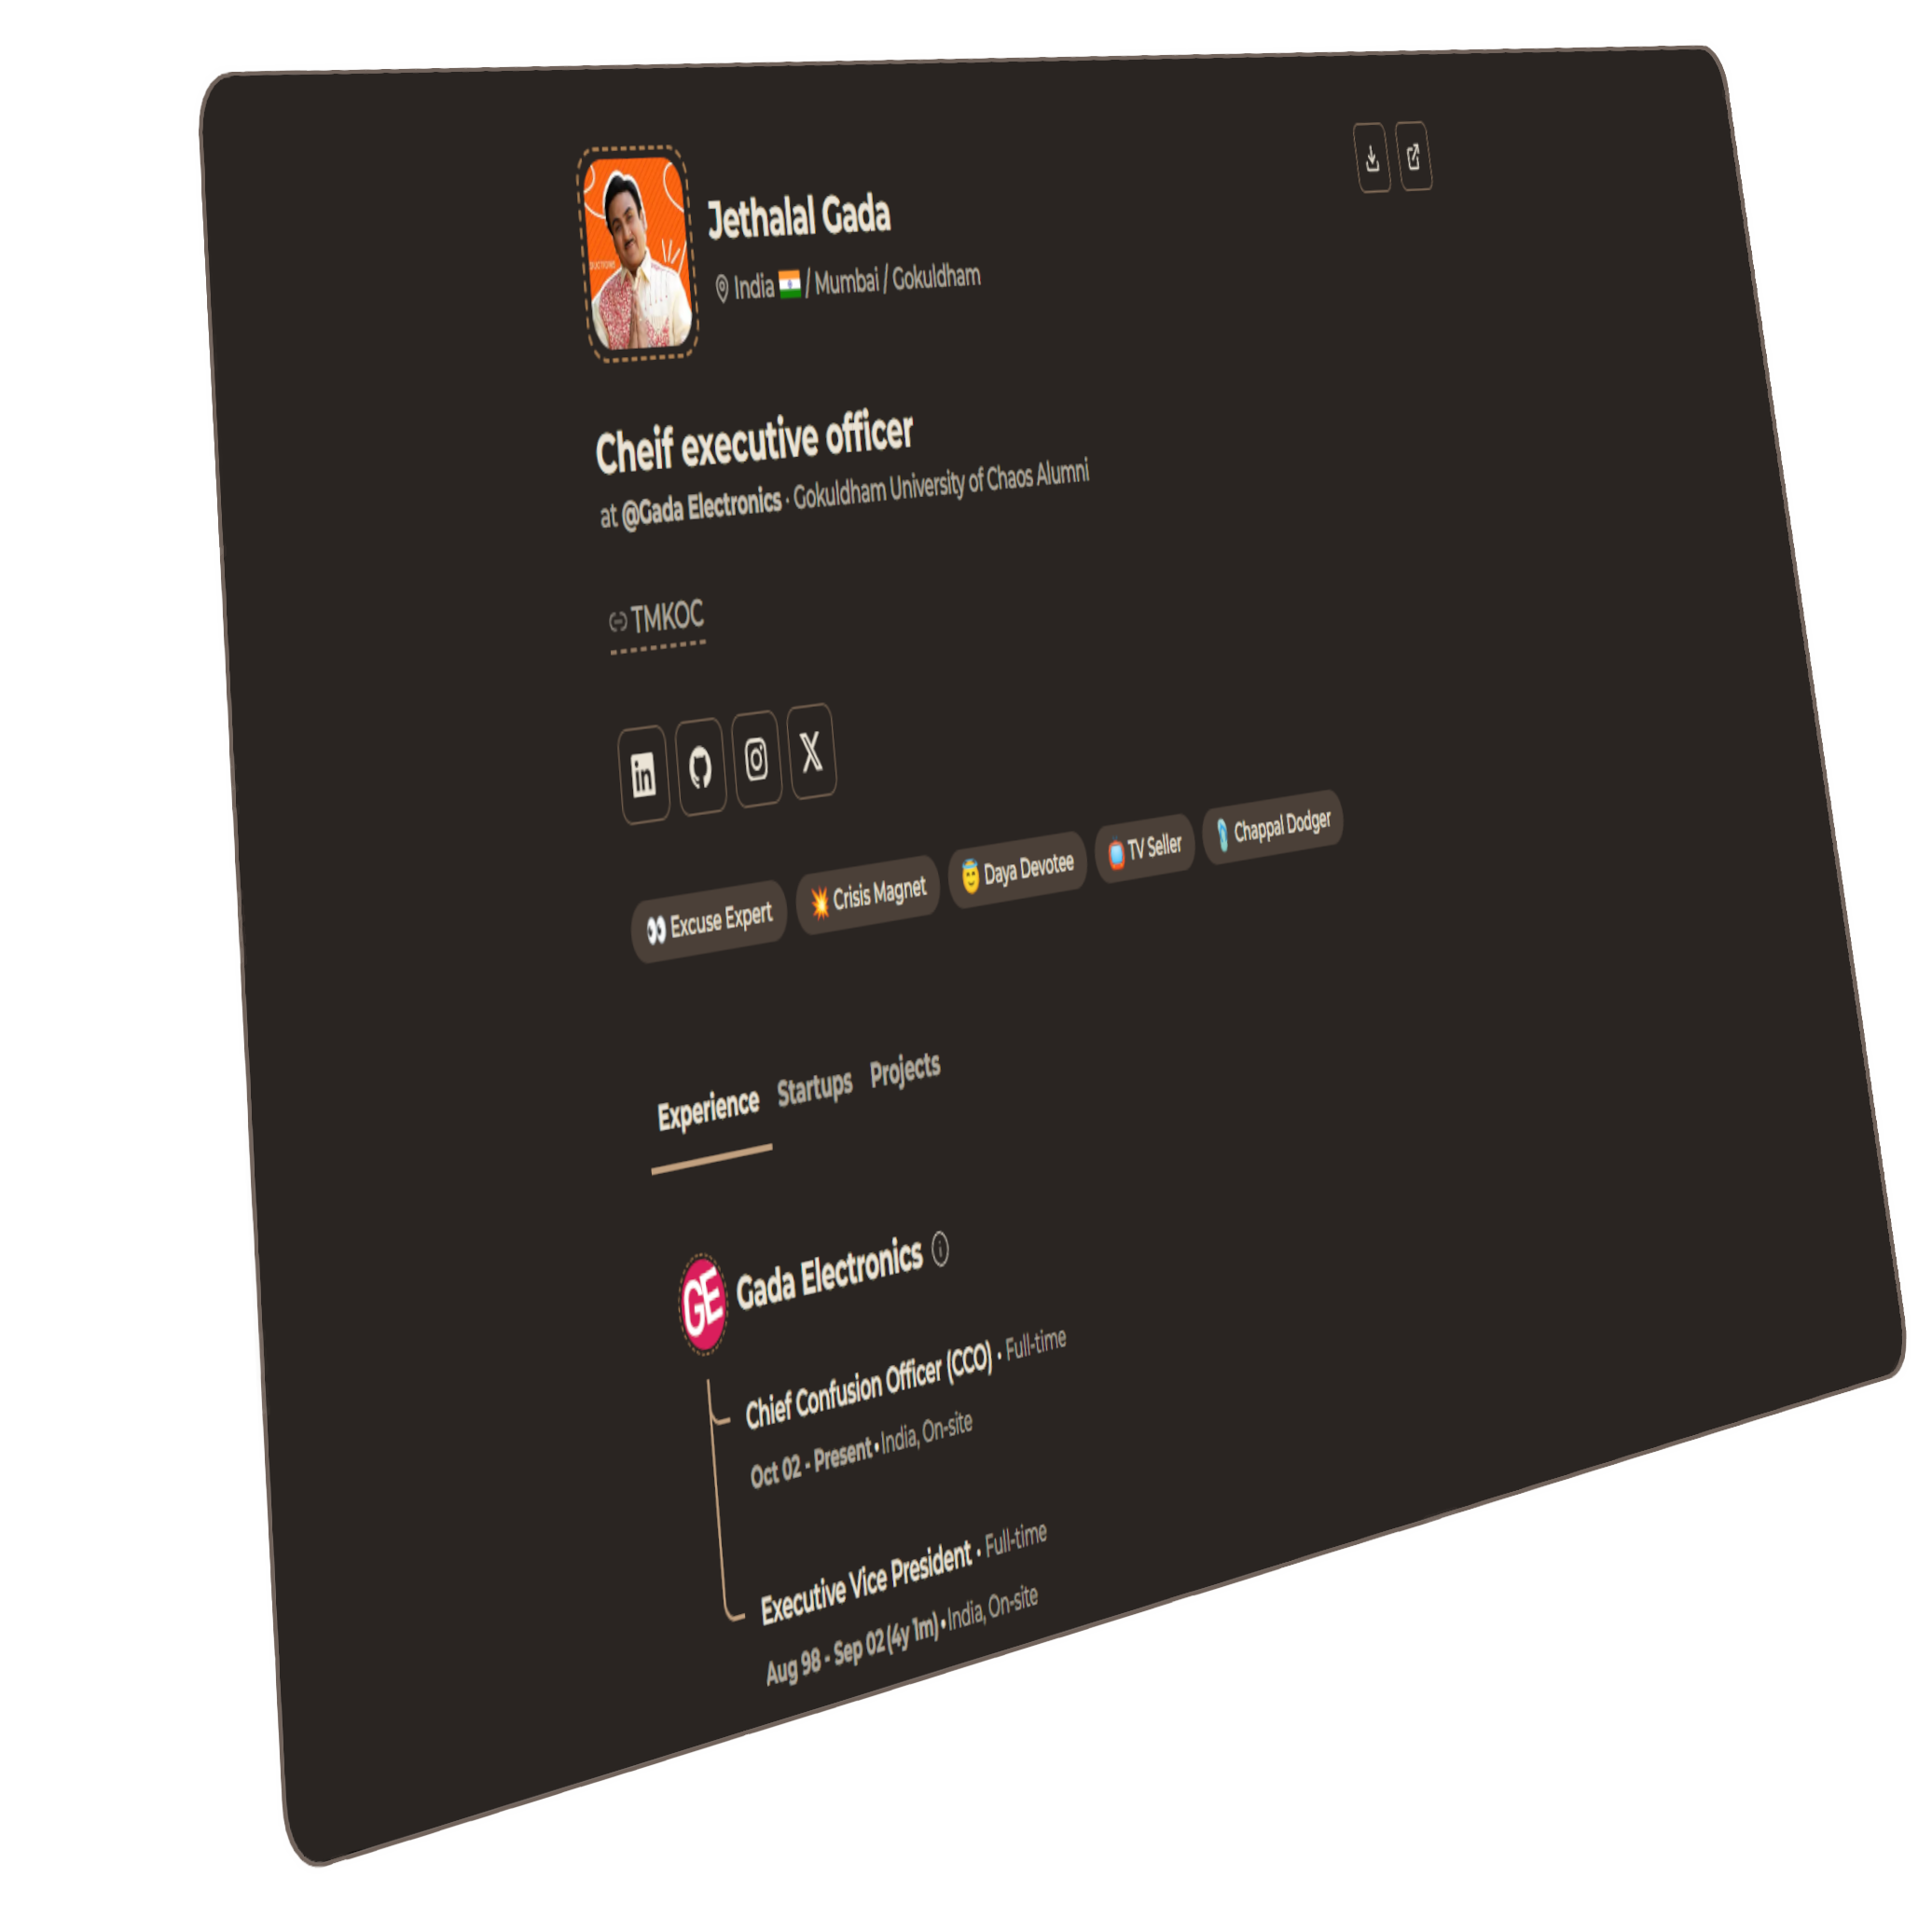 Jethalal Gada
India 🇮🇳 / Mumbai / Gokuldham
Cheif executive officer
at @Gada Electronics · Gokuldham University of Chaos Alumni
TMKOC
in
👀 Excuse Expert 💥 Crisis Magnet 😇 Daya Devotee 📺 TV Seller 🩴 Chappal Dodger
Experience Startups Projects
GE Gada Electronics
Chief Confusion Officer (CCO) • Full-time
Oct 02 - Present • India, On-site
Executive Vice President • Full-time
Aug 98 - Sep 02 (4y 1m) • India, On-site